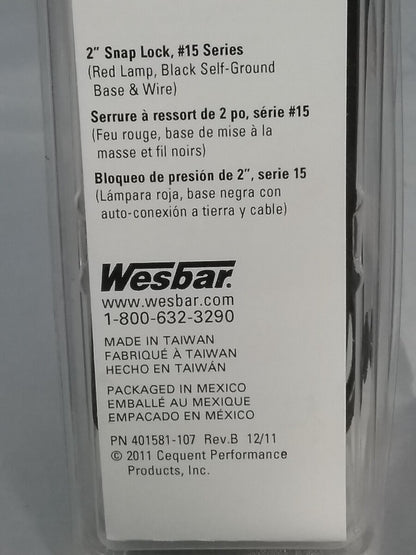 2" Snap Lock, #15 Series
(Red Lamp, Black Self-Ground
Base & Wire)
Serrure à ressort de 2 po, série #15
(Feu rouge, base de mise à la
masse et fil noirs)
Bloqueo de presión de 2", serie 15
(Lámpara roja, base negra con
auto-conexión a tierra y cable)
Wesbar.
www.wesbar.com
1-800-632-3290
MADE IN TAIWAN
FABRIQUÉ À TAIWAN
HECHO EN TAIWÁN
PACKAGED IN MEXICO
EMBALLÉ AU MEXIQUE
EMPACADO EN MÉXICO
PN 401581-107 Rev.B 12/11
© 2011 Cequent Performance
Products, Inc.